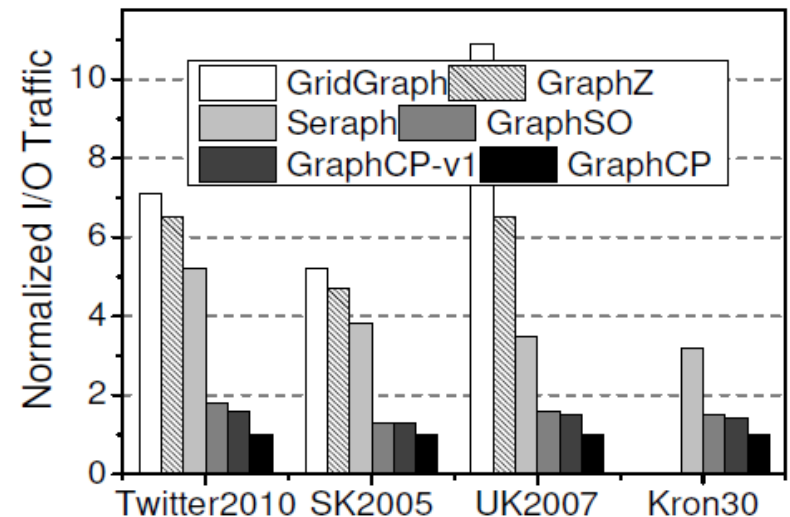 Normalized I/O Traffic
10
8
6
4
2
0
GridGraph GraphZ
Seraph GraphSO
GraphCP-v1 GraphCP
Twitter2010 SK2005 UK2007 Kron30